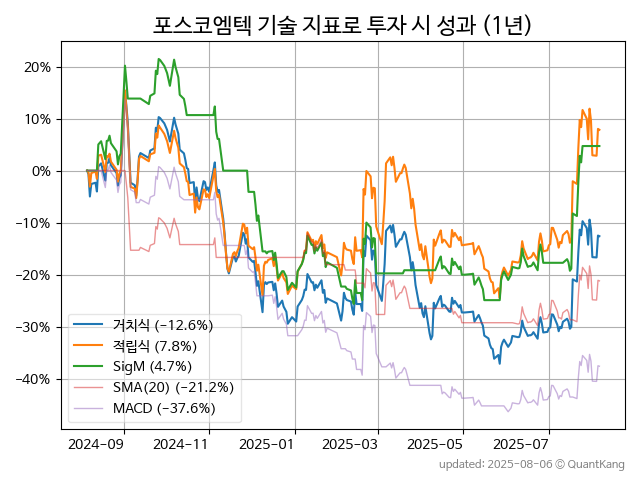 포스코엠텍 기술 지표로 투자 시 성과 (1년)
20%
10%
0%
−10%
−20%
−30%
−40%
거치식 (−12.6%)
적립식 (7.8%)
SigM (4.7%)
SMA(20) (−21.2%)
MACD (−37.6%)
2024−09 2024−11 2025−01 2025−03 2025−05 2025−07
updated: 2025-08-06 © QuantKang